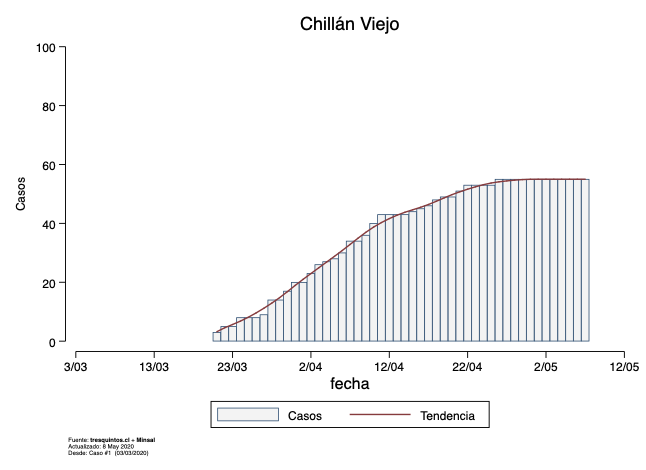 Chillán Viejo
100
80
60
40
20
0
Casos
3/03 13/03 23/03 2/04 12/04 22/04 2/05 12/05
fecha
Casos Tendencia
Fuente: tresquintos.cl + Minsal
Actualizado: 8 May 2020
Desde: Caso #1 (03/03/2020)